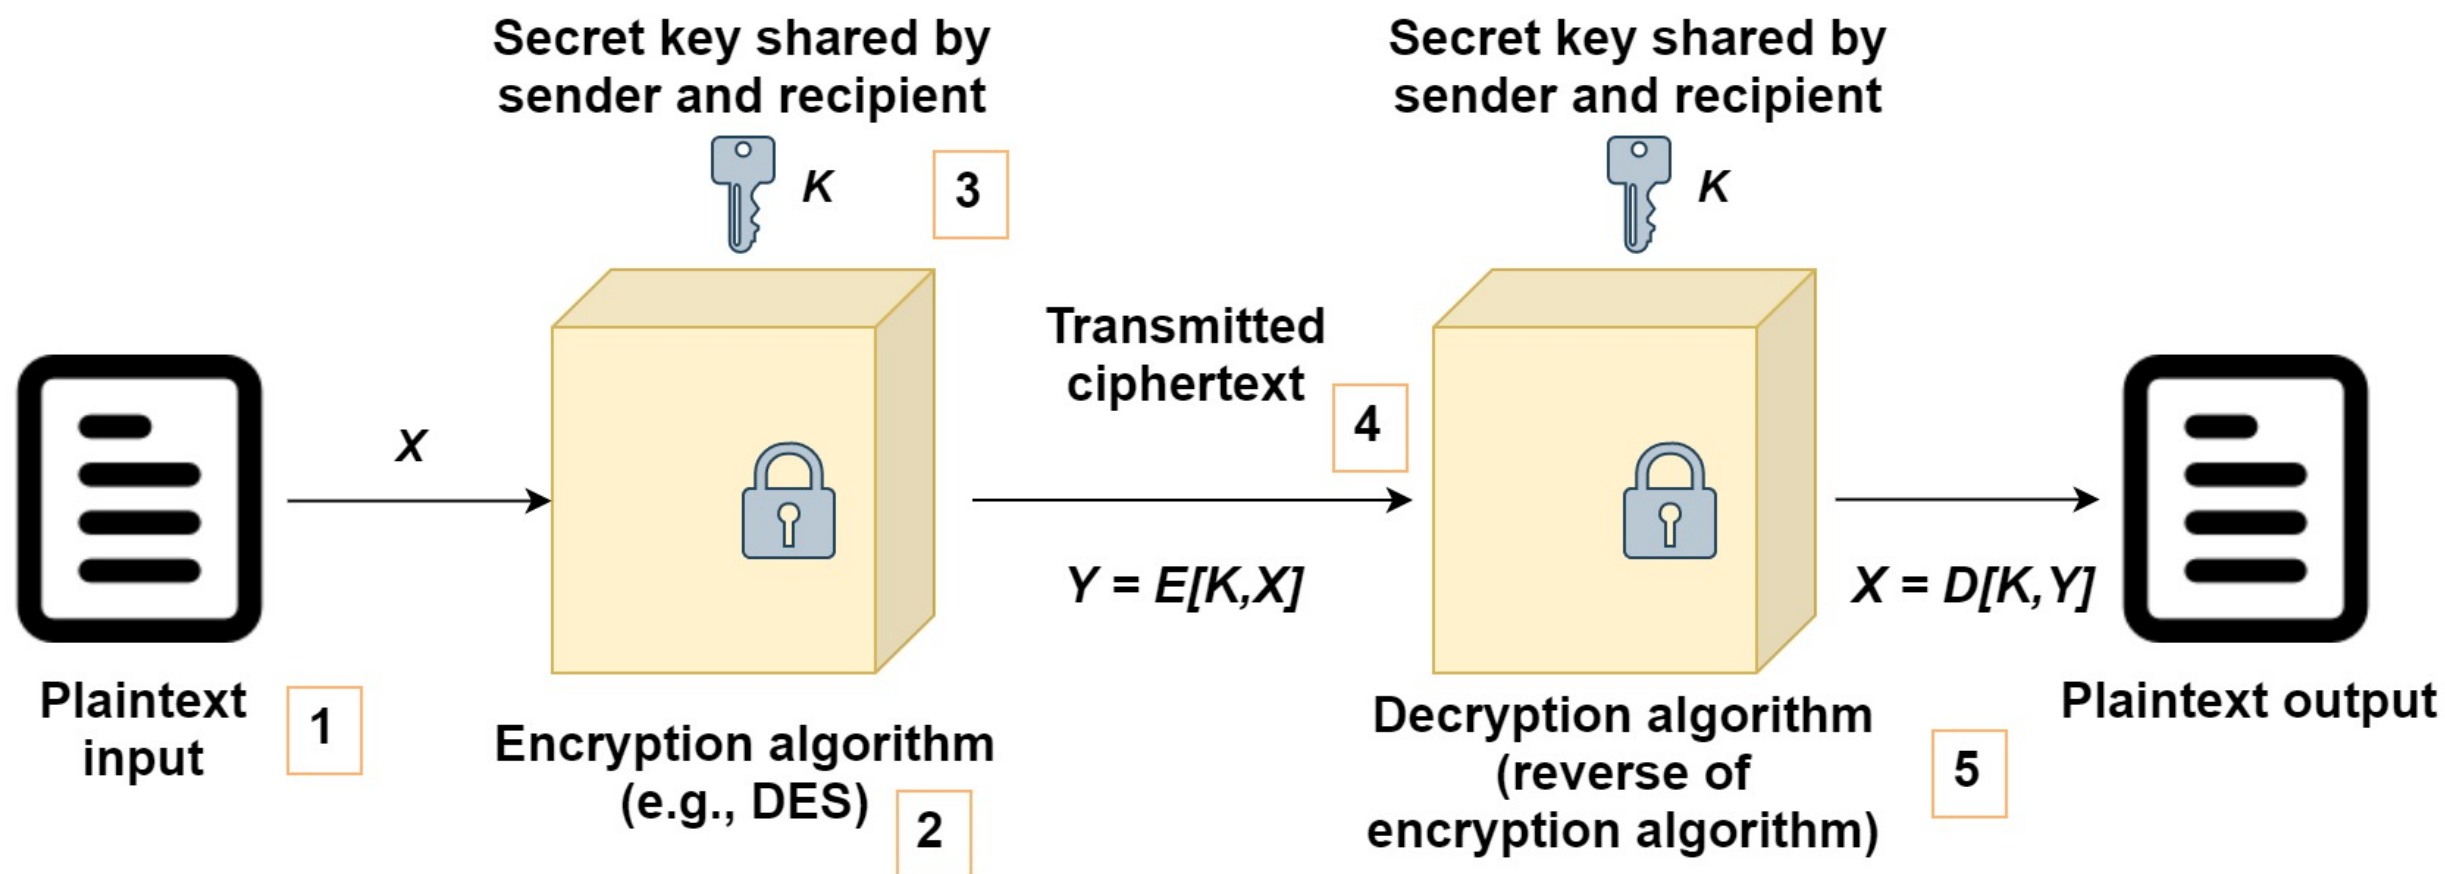 Secret key shared by
sender and recipient
K
3
Secret key shared by
sender and recipient
K
X
Transmitted
ciphertext
4
Y = E[K,X]
X = D[K,Y]
Plaintext
input
1
Encryption algorithm
(e.g., DES)
2
Decryption algorithm
(reverse of
encryption algorithm)
5
Plaintext output